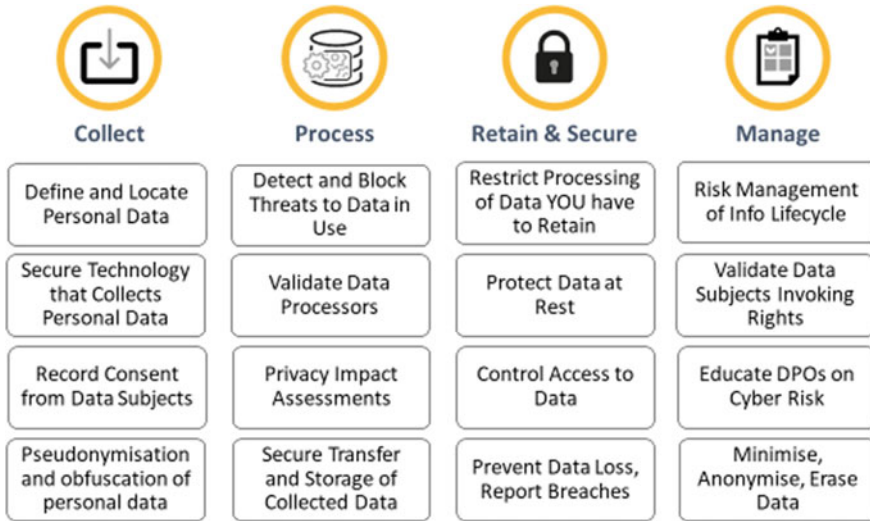 Collect
Define and Locate
Personal Data
Secure Technology
that Collects
Personal Data
Record Consent
from Data Subjects
Pseudonymisation
and obfuscation of
personal data
Process
Detect and Block
Threats to Data in
Use
Validate Data
Processors
Privacy Impact
Assessments
Secure Transfer
and Storage of
Collected Data
Retain & Secure
Restrict Processing
of Data YOU have
to Retain
Protect Data at
Rest
Control Access to
Data
Prevent Data Loss,
Report Breaches
Manage
Risk Management
of Info Lifecycle
Validate Data
Subjects Invoking
Rights
Educate DPOs on
Cyber Risk
Minimise,
Anonymise, Erase
Data